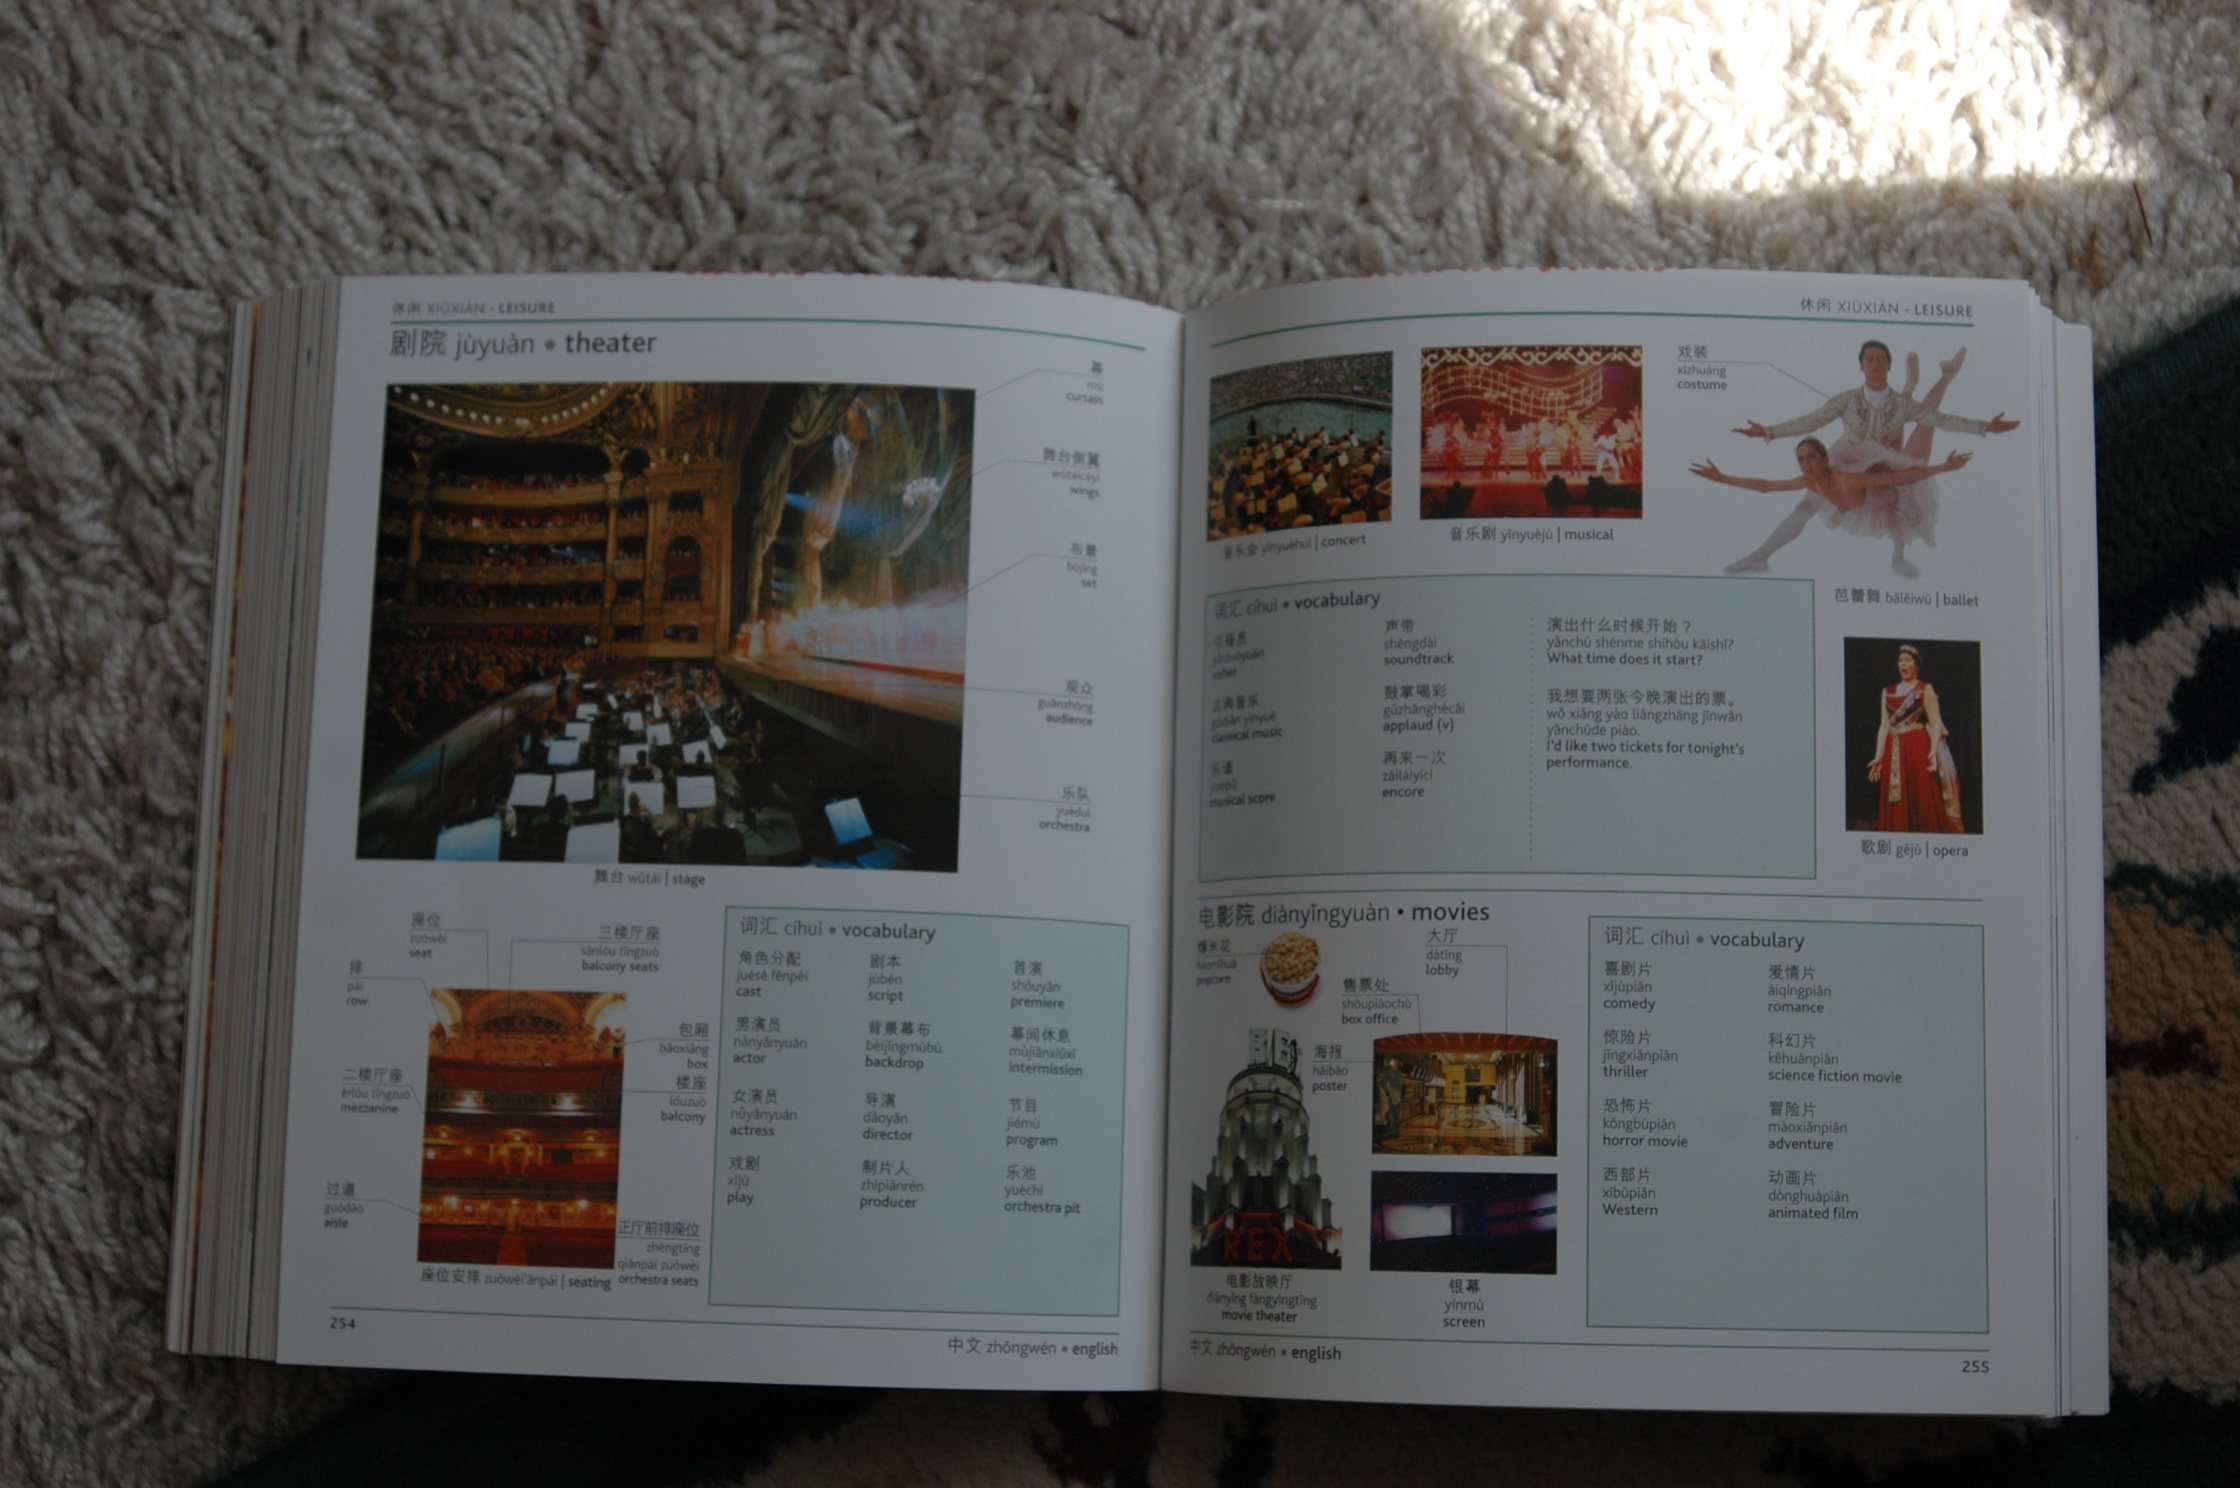 休闲 XIŪXIÁN • LEISURE
剧院 jùyuàn • theater
幕
mù
curtain
舞台侧翼
wǔtáicèyì
wings
布景
bùjǐng
set
观众
guānzhòng
audience
乐队
yuèduì
orchestra
舞台 wǔtái | stage
三楼厅座
sānlóu tīngzuò
balcony seats
座位
zuòwèi
seat
排
pái
row
包厢
bāoxiāng
box
楼座
lóuzuò
balcony
二楼厅座
èrlóu tīngzuò
mezzanine
过道
guòdào
aisle
正厅前排座位
zhèngtīng
qiánpái zuòwèi
orchestra seats
座位安排 zuòwèi'ānpái | seating
词汇 cíhuì • vocabulary
角色分配
juésè fēnpèi
cast
男演员
nányǎnyuán
actor
女演员
nǚyǎnyuán
actress
戏剧
xìjù
play
剧本
jùběn
script
背景幕布
bèijǐngmùbù
backdrop
导演
dǎoyǎn
director
制片人
zhìpiànrén
producer
首演
shǒuyǎn
premiere
幕间休息
mùjiānxiūxi
intermission
节目
jiémù
program
乐池
yuèchí
orchestra pit
254
中文 zhōngwén • english
休闲 XIŪXIÁN • LEISURE
音乐会 yīnyuèhuì | concert
音乐剧 yīnyuèjù | musical
戏装
xìzhuāng
costume
芭蕾舞 bālěiwǔ | ballet
歌剧 gējù | opera
词汇 cíhuì • vocabulary
引座员
yǐnzuòyuán
usher
古典音乐
gǔdiǎn yīnyuè
classical music
乐谱
yuèpǔ
musical score
声带
shēngdài
soundtrack
鼓掌喝彩
gǔzhǎnghècǎi
applaud (v)
再来一次
zàiláiyícì
encore
演出什么时候开始？
yǎnchū shénme shíhòu kāishǐ?
What time does it start?
我想要两张今晚演出的票。
wǒ xiǎng yào liǎngzhāng jīnwǎn
yǎnchūde piào.
I'd like two tickets for tonight's
performance.
电影院 diànyǐngyuàn • movies
爆米花
bàomǐhuā
popcorn
售票处
shòupiàochù
box office
大厅
dàtīng
lobby
海报
hǎibào
poster
REX
电影放映厅
diànyǐng fàngyìngtīng
movie theater
银幕
yínmù
screen
词汇 cíhuì • vocabulary
喜剧片
xǐjùpiān
comedy
惊险片
jīngxiǎnpiān
thriller
恐怖片
kǒngbùpiān
horror movie
西部片
xībùpiān
Western
爱情片
àiqíngpiān
romance
科幻片
kēhuànpiān
science fiction movie
冒险片
màoxiǎnpiān
adventure
动画片
dònghuàpiān
animated film
中文 zhōngwén • english
255